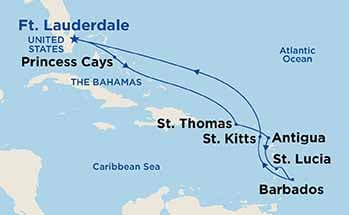 Ft. Lauderdale
UNITED
STATES
Atlantic
Ocean
Princess Cays
THE BAHAMAS
St. Thomas
St. Kitts
Antigua
St. Lucia
Caribbean Sea
Barbados